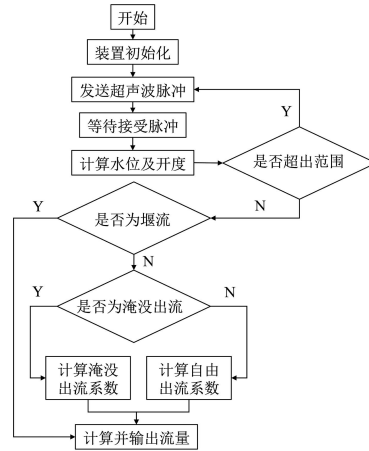 开始
装置初始化
发送超声波脉冲
Y
等待接受脉冲
计算水位及开度
是否超出范围
Y
N
是否为堰流
N
Y
是否为淹没出流
N
计算淹没
出流系数
计算自由
出流系数
计算并输出流量